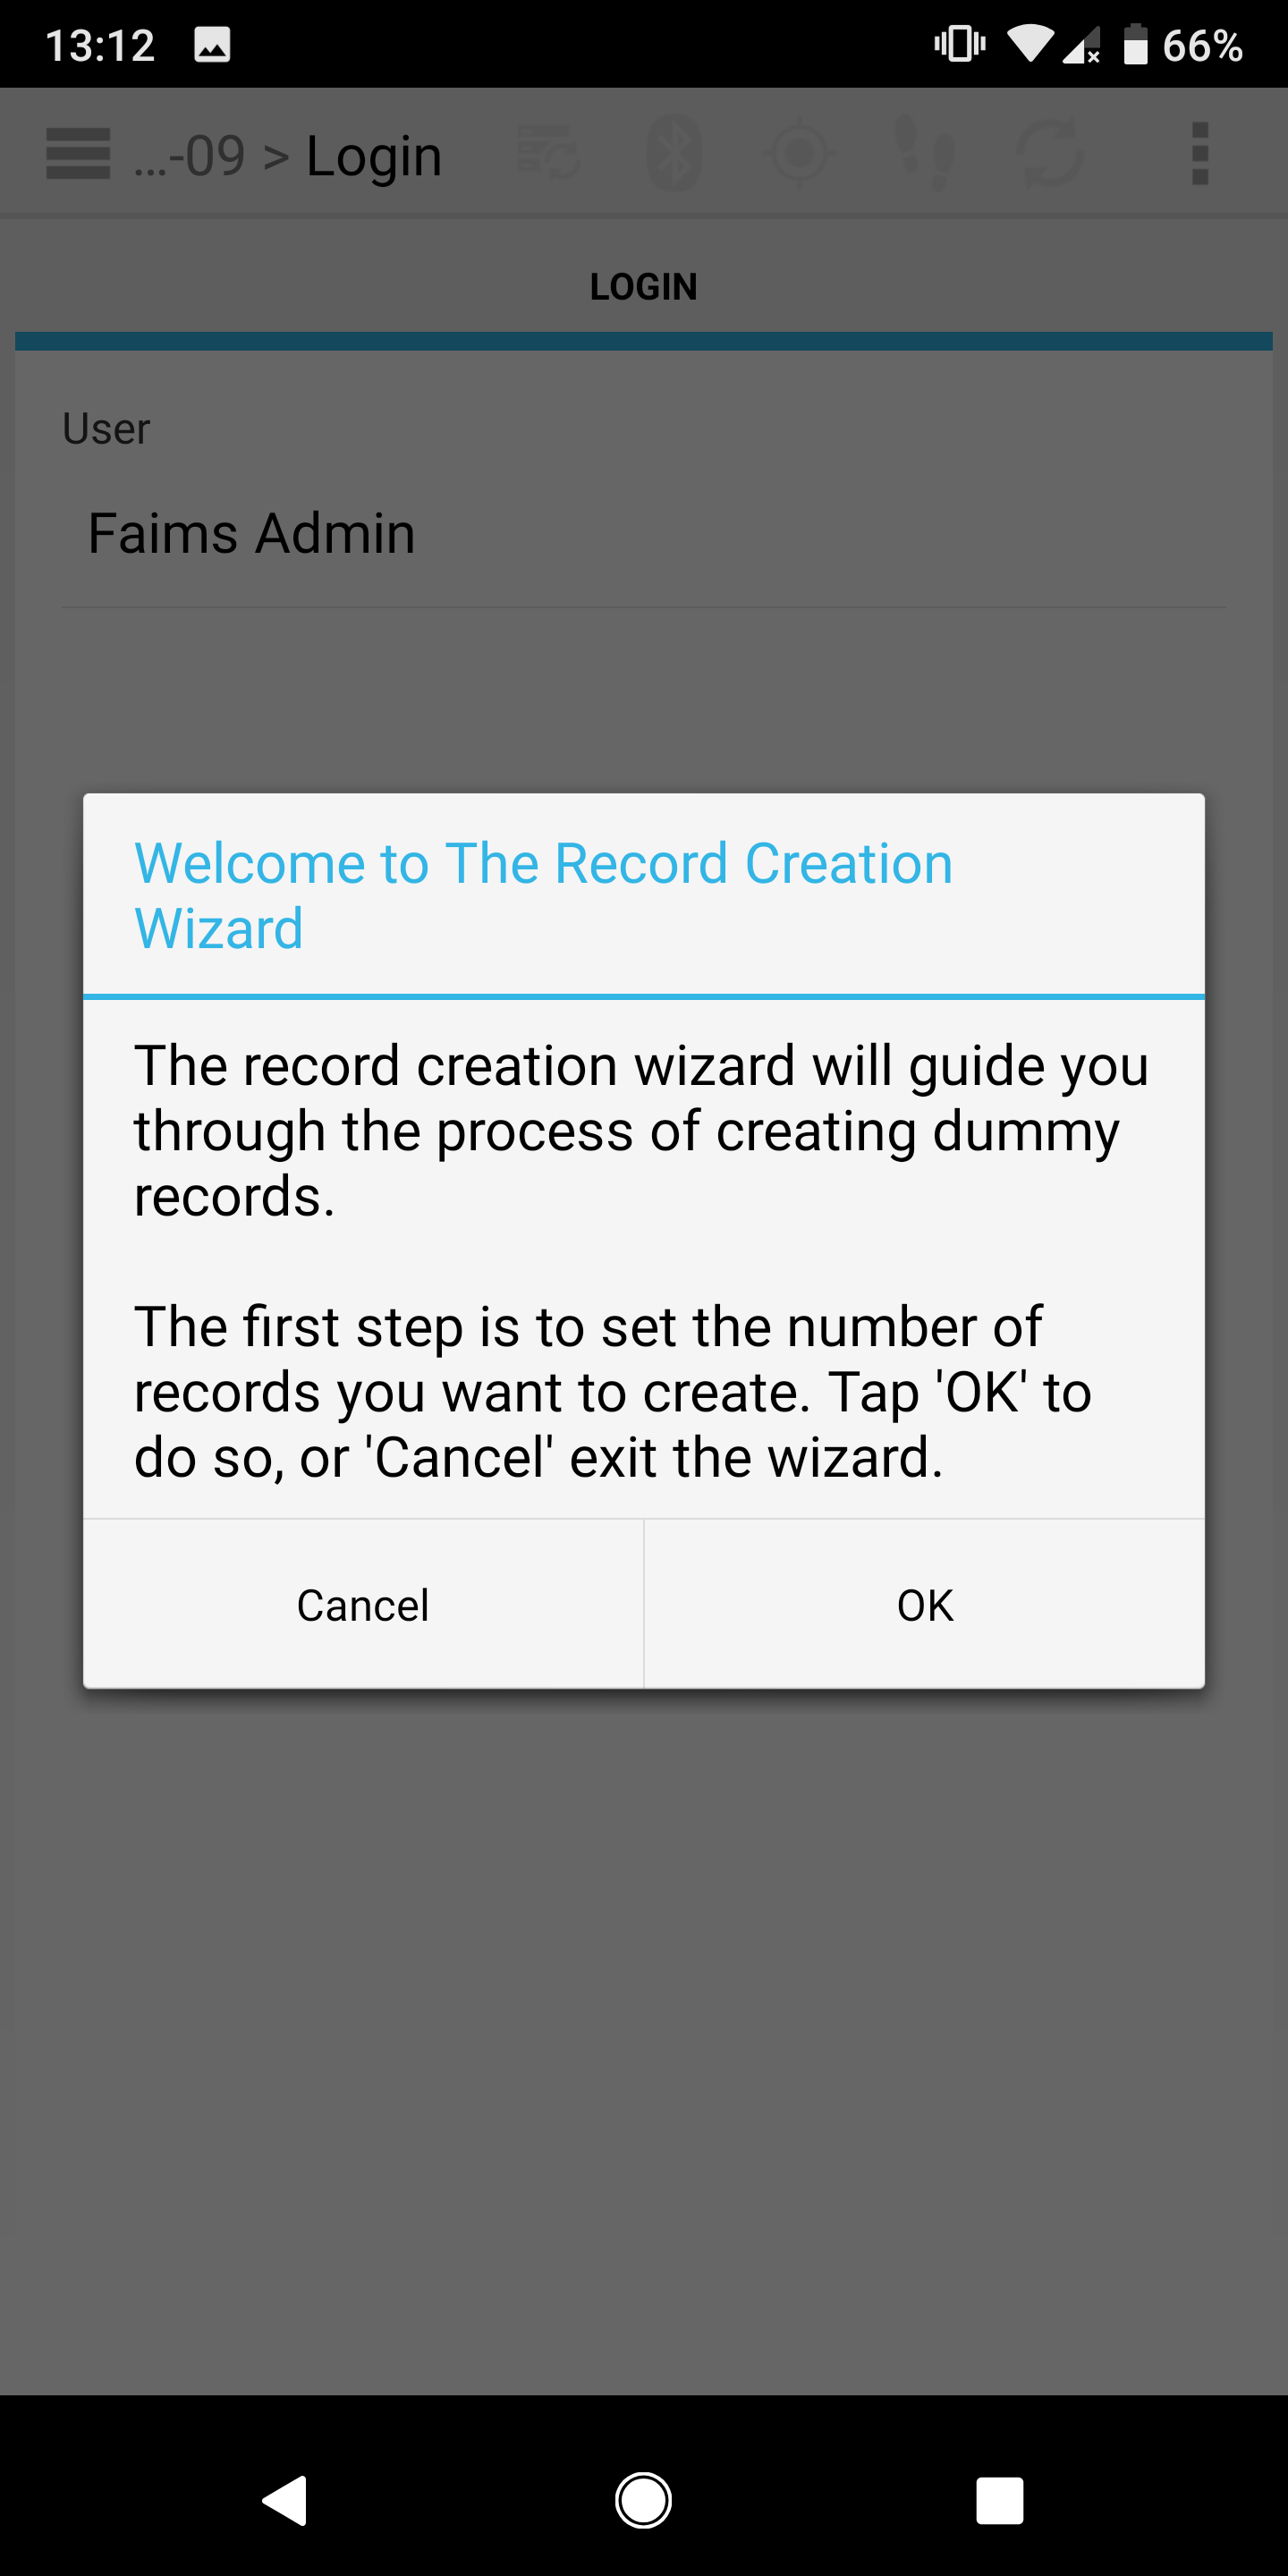 13:12
66%
...-09 > Login
LOGIN
User
Faims Admin
Welcome to The Record Creation
Wizard
The record creation wizard will guide you
through the process of creating dummy
records.
The first step is to set the number of
records you want to create. Tap 'OK' to
do so, or 'Cancel' exit the wizard.
Cancel
OK